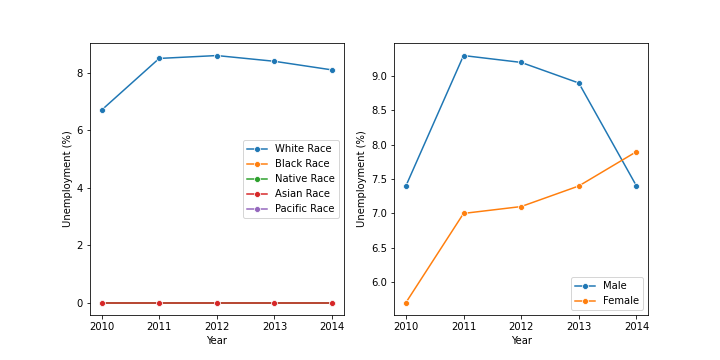 Unemployment (%)
8
6
4
2
0
2010 2011 2012 2013 2014
Year
White Race
Black Race
Native Race
Asian Race
Pacific Race
Unemployment (%)
9.0
8.5
8.0
7.5
7.0
6.5
6.0
2010 2011 2012 2013 2014
Year
Male
Female